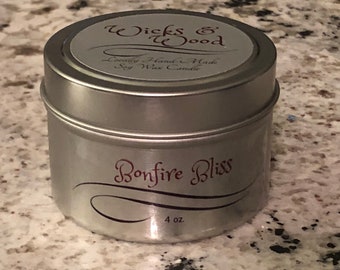 Wicks &
Wood
Locally Hand Made
Soy Wax Candle
Bonfire Bliss
4 oz.